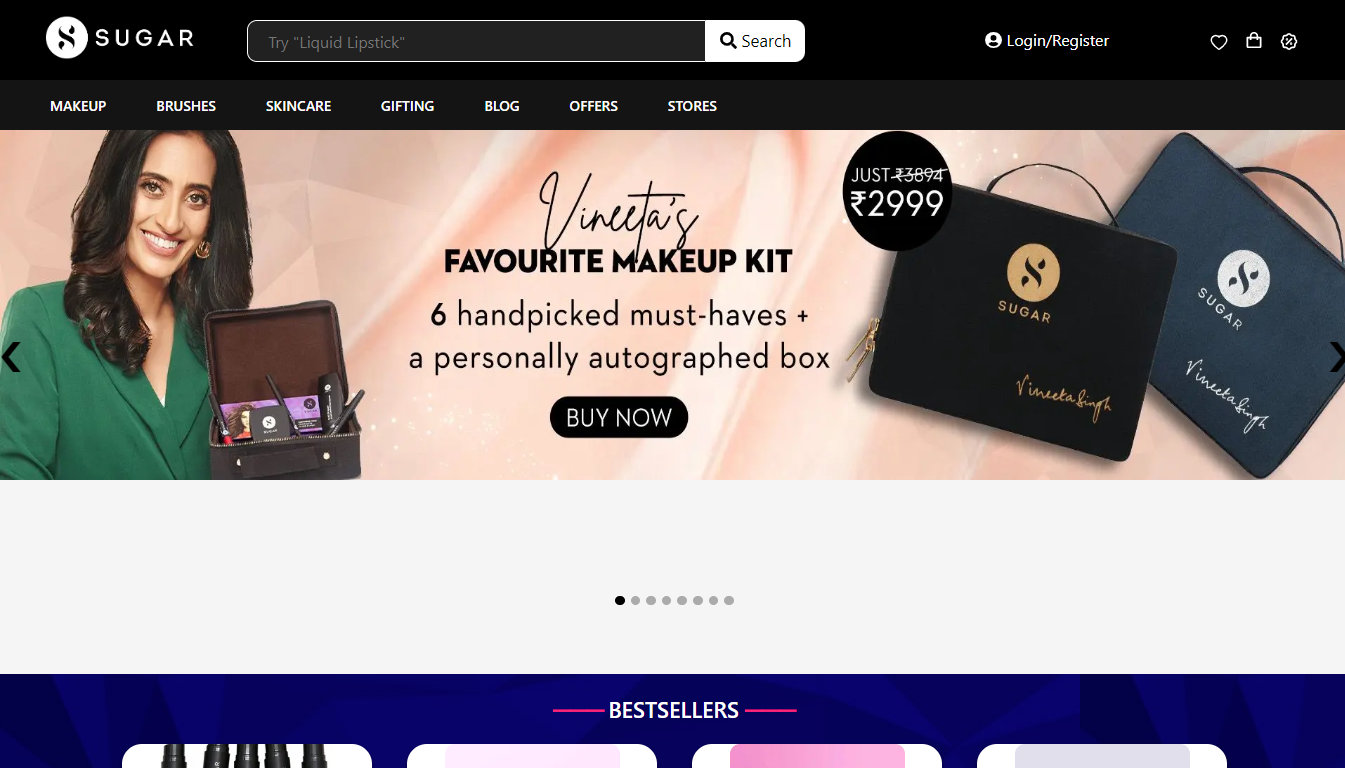 SUGAR
Try "Liquid Lipstick"
Search
Login/Register
MAKEUP
BRUSHES
SKINCARE
GIFTING
BLOG
OFFERS
STORES
Vineeta's
FAVOURITE MAKEUP KIT
6 handpicked must-haves +
a personally autographed box
BUY NOW
JUST ₹3894
₹2999
SUGAR
Vineeta Singh
SUGAR
Vineeta Singh
BESTSELLERS